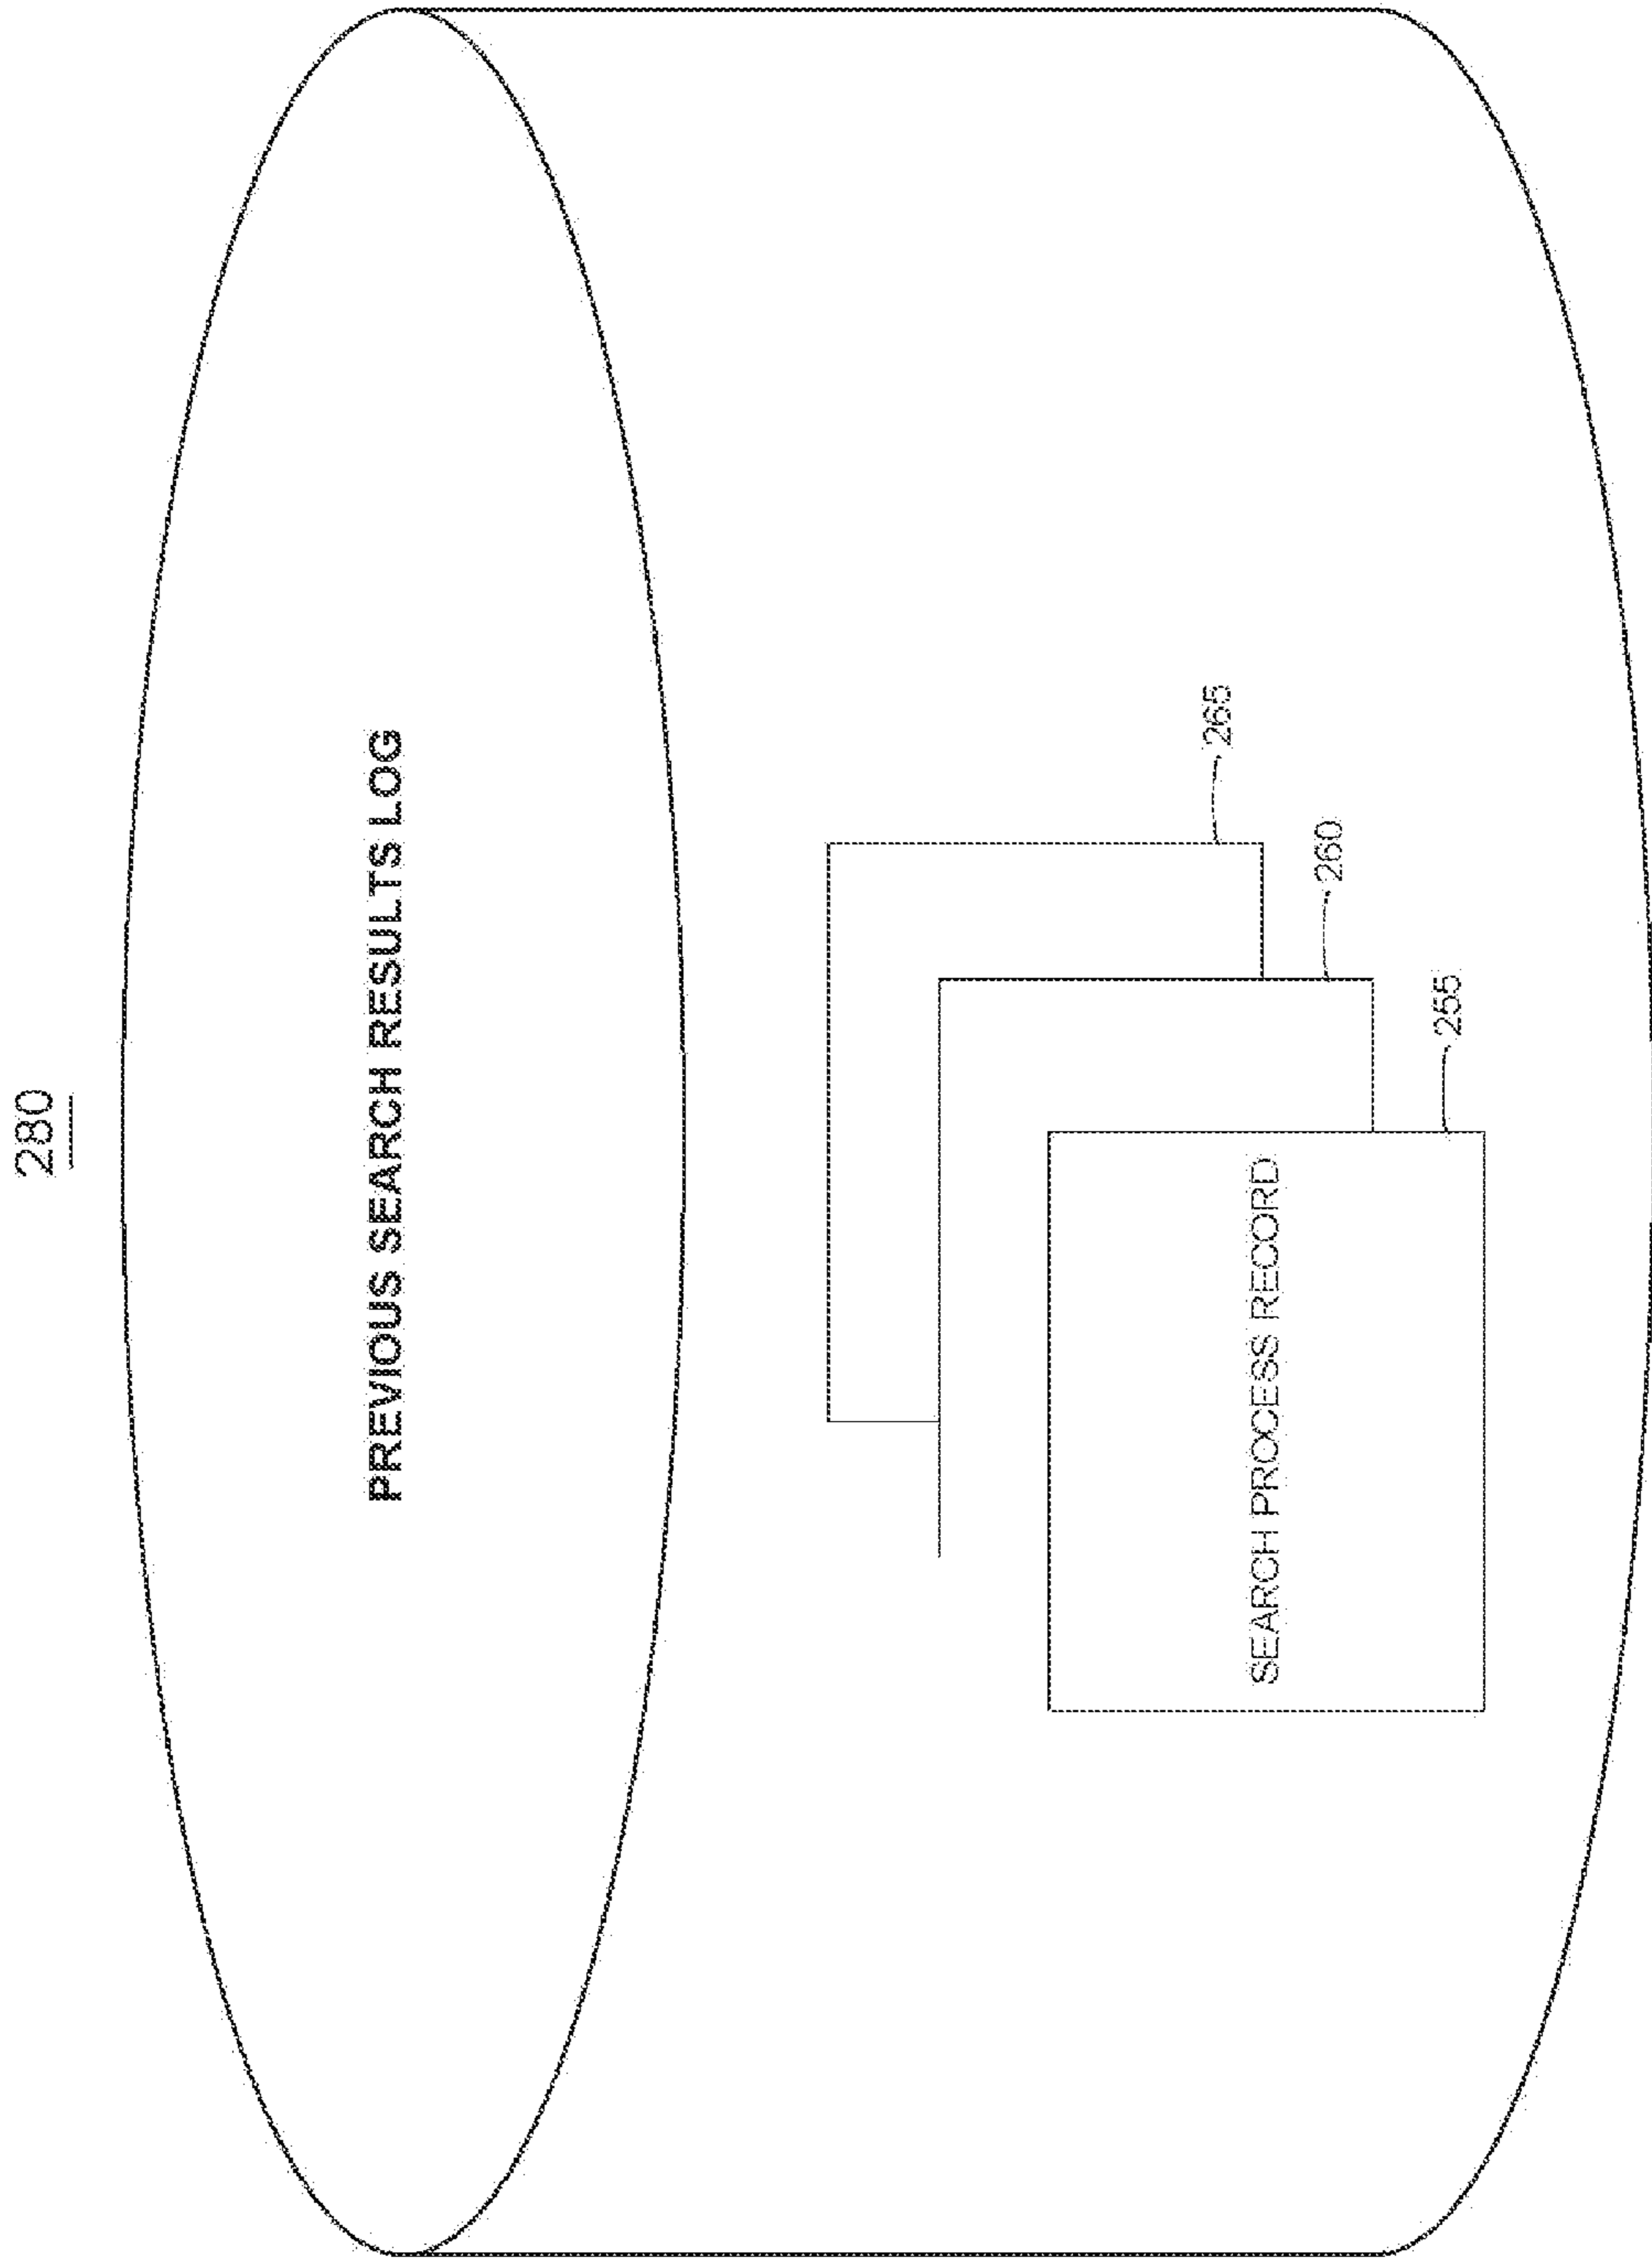 280
PREVIOUS SEARCH RESULTS LOG
265
260
255
SEARCH PROCESS RECORD